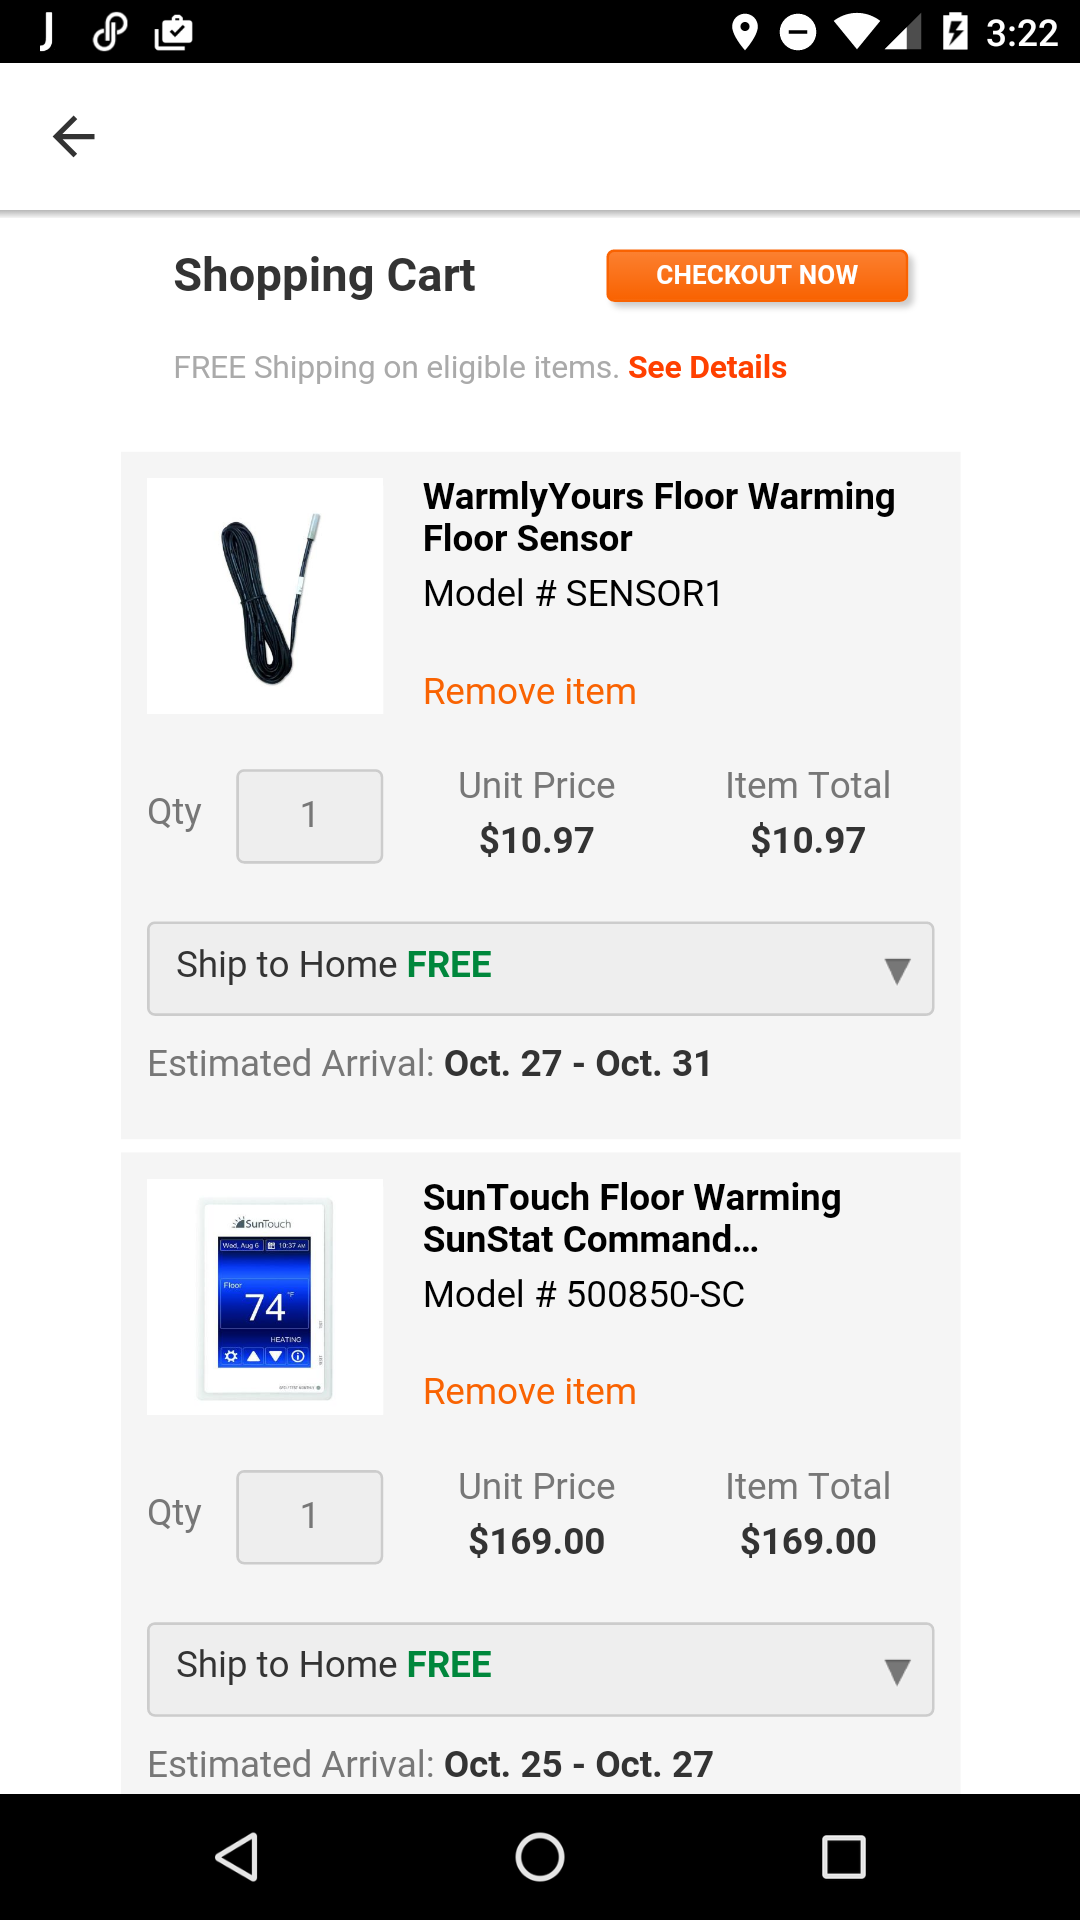 3:22
Shopping Cart
CHECKOUT NOW
FREE Shipping on eligible items. See Details
WarmlyYours Floor Warming
Floor Sensor
Model # SENSOR1
Remove item
Qty
1
Unit Price
$10.97
Item Total
$10.97
Ship to Home FREE
Estimated Arrival: Oct. 27 - Oct. 31
SunTouch
Wed, Aug 6
10:37 AM
Floor
74 °F
HEATING
SunTouch Floor Warming
SunStat Command…
Model # 500850-SC
Remove item
Qty
1
Unit Price
$169.00
Item Total
$169.00
Ship to Home FREE
Estimated Arrival: Oct. 25 - Oct. 27